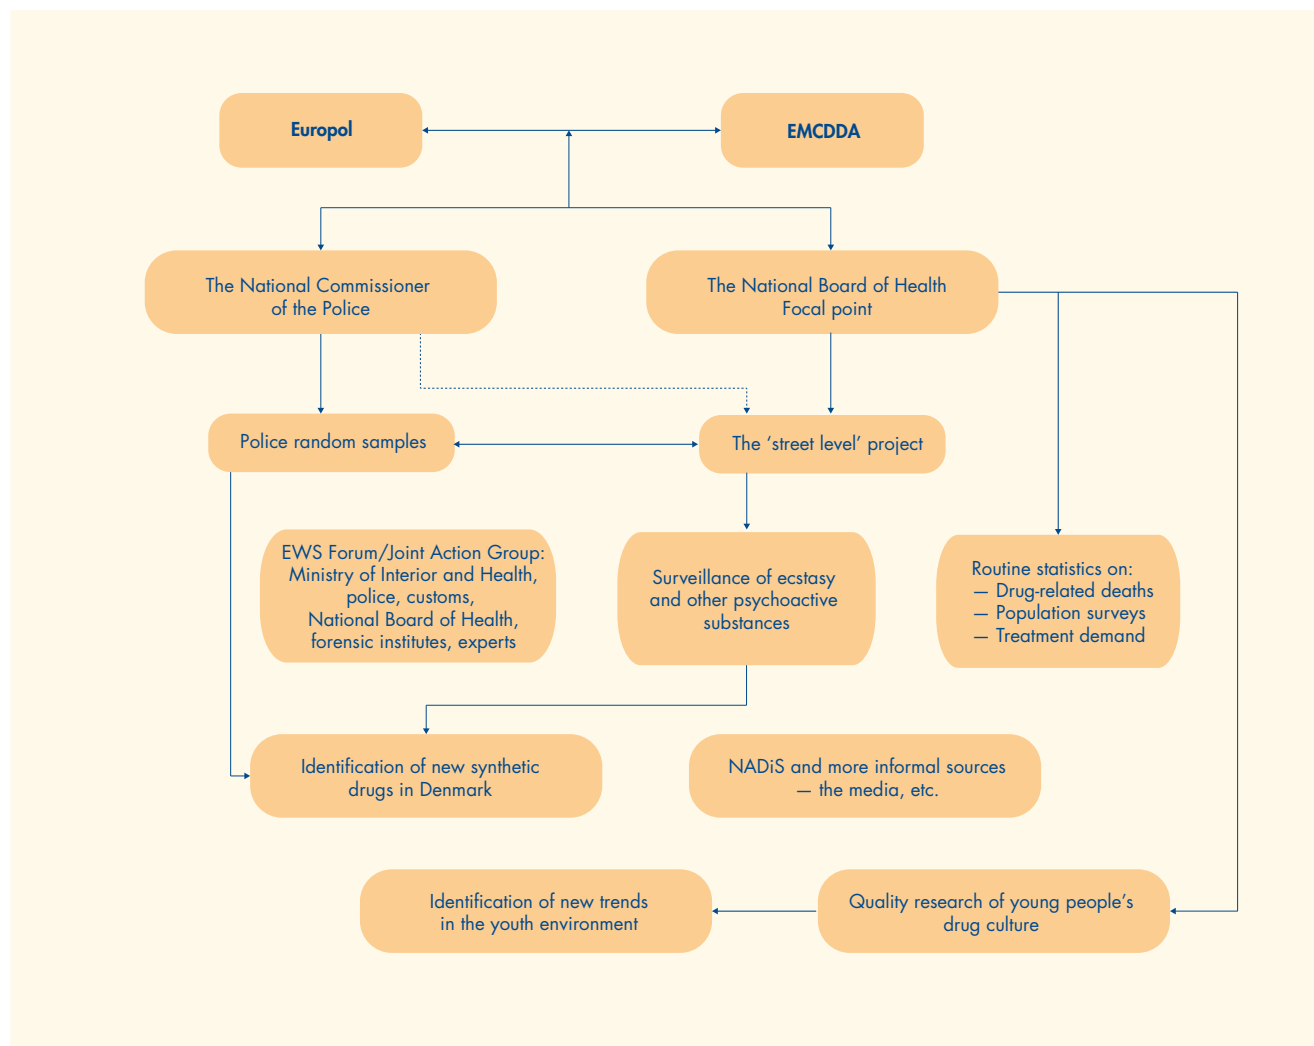 Europol
EMCDDA
The National Commissioner
of the Police
The National Board of Health
Focal point
Police random samples
The ‘street level’ project
EWS Forum/Joint Action Group:
Ministry of Interior and Health,
police, customs,
National Board of Health,
forensic institutes, experts
Surveillance of ecstasy
and other psychoactive
substances
Routine statistics on:
— Drug-related deaths
— Population surveys
— Treatment demand
Identification of new synthetic
drugs in Denmark
NADiS and more informal sources
— the media, etc.
Identification of new trends
in the youth environment
Quality research of young people’s
drug culture